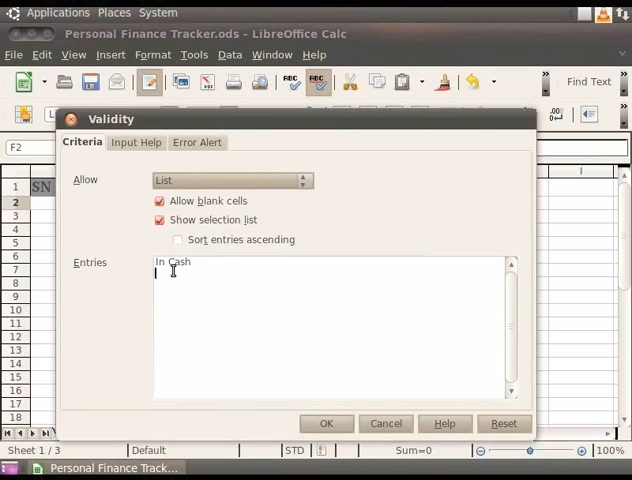 Applications Places System
Personal Finance Tracker.ods - LibreOffice Calc
File Edit View Insert Format Tools Data Window Help
ABC ABC Find Text
L .00
Validity
F2
Criteria Input Help Error Alert
I
1 SN
Allow List
2
Allow blank cells
3
Show selection list
4
Sort entries ascending
5
6
Entries In Cash
7
8
9
10
11
12
13
14
15
16
17
18
OK Cancel Help Reset
Sheet 1 / 3 Default STD Sum=0 100%
Personal Finance Track...